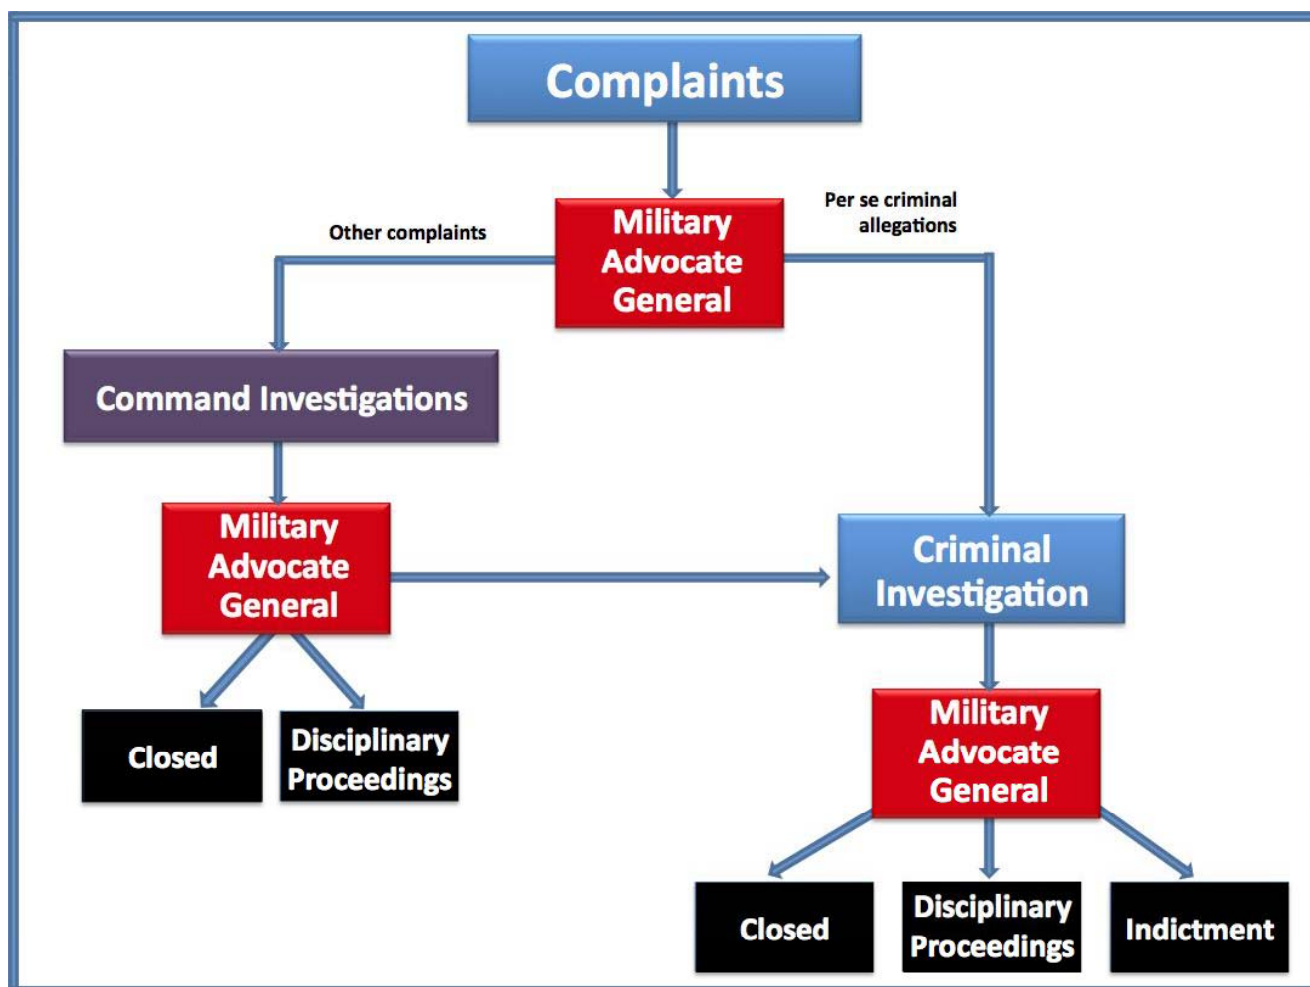 Complaints
Per se criminal
allegations
Other complaints
Military
Advocate
General
Command Investigations
Military
Advocate
General
Criminal
Investigation
Closed
Disciplinary
Proceedings
Military
Advocate
General
Closed
Disciplinary
Proceedings
Indictment